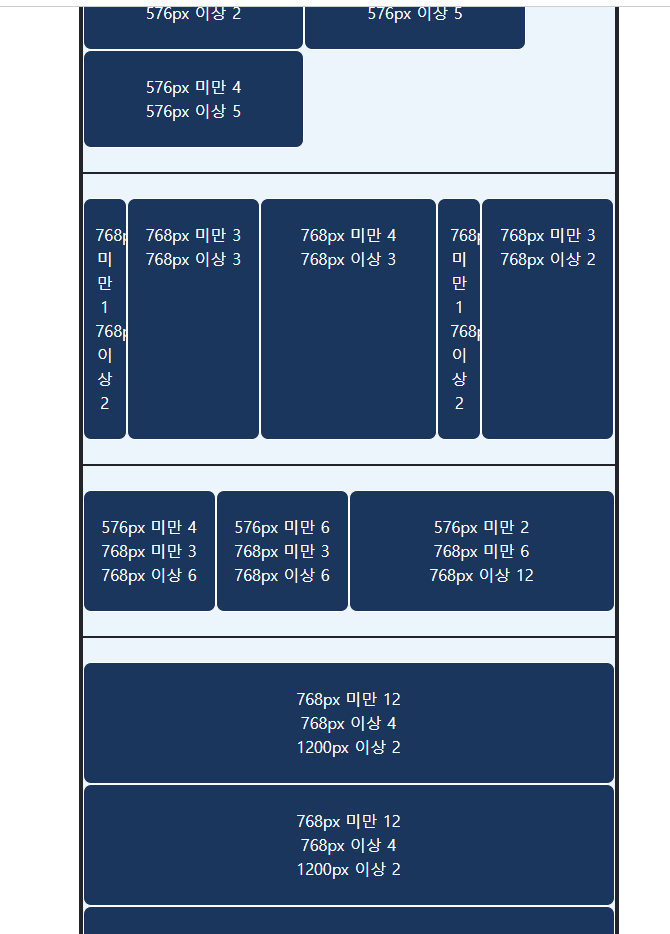 576px 이상 2
576px 이상 5
576px 미만 4
576px 이상 5
768p
미
만
1
768p
이
상
2
768px 미만 3
768px 이상 3
768px 미만 4
768px 이상 3
768p
미
만
1
768p
이
상
2
768px 미만 3
768px 이상 2
576px 미만 4
768px 미만 3
768px 이상 6
576px 미만 6
768px 미만 3
768px 이상 6
576px 미만 2
768px 미만 6
768px 이상 12
768px 미만 12
768px 이상 4
1200px 이상 2
768px 미만 12
768px 이상 4
1200px 이상 2